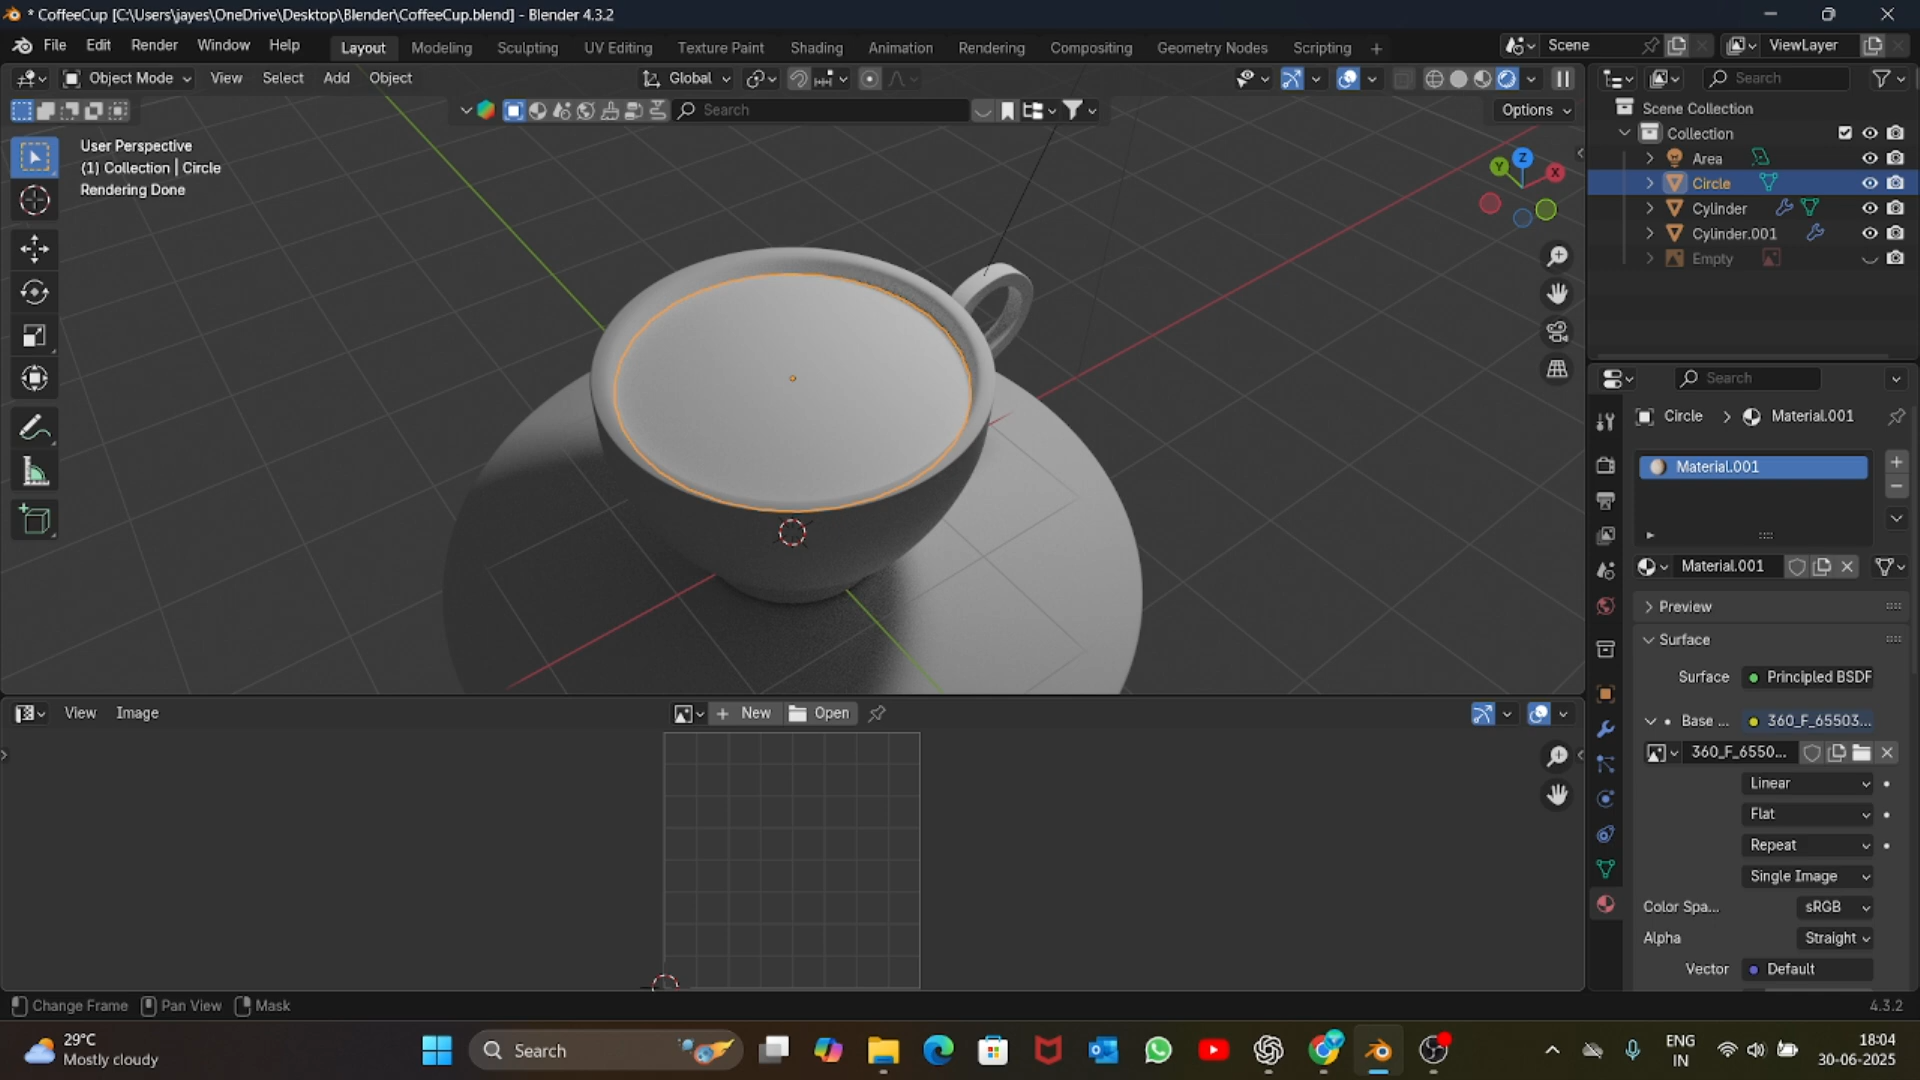 * CoffeeCup [C:\Users\jayes\OneDrive\Desktop\Blender\CoffeeCup.blend] - Blender 4.3.2
File Edit Render Window Help Layout Modeling Sculpting UV Editing Texture Paint Shading Animation Rendering Compositing Geometry Nodes Scripting + Scene ViewLayer
Object Mode View Select Add Object Global Search
Search Options
User Perspective
(1) Collection | Circle
Rendering Done
Z
Y
X
Scene Collection
Collection
Area
Circle
Cylinder
Cylinder.001
Empty
Search
Circle > Material.001
Material.001
Material.001
Preview
Surface
Surface Principled BSDF
Base ... 360_F_65503...
360_F_6550...
Linear
Flat
Repeat
Single Image
Color Spa... sRGB
Alpha Straight
Vector Default
View Image + New Open
Change Frame Pan View Mask 4.3.2
29°C
Mostly cloudy
Search
ENG
IN
18:04
30-06-2025